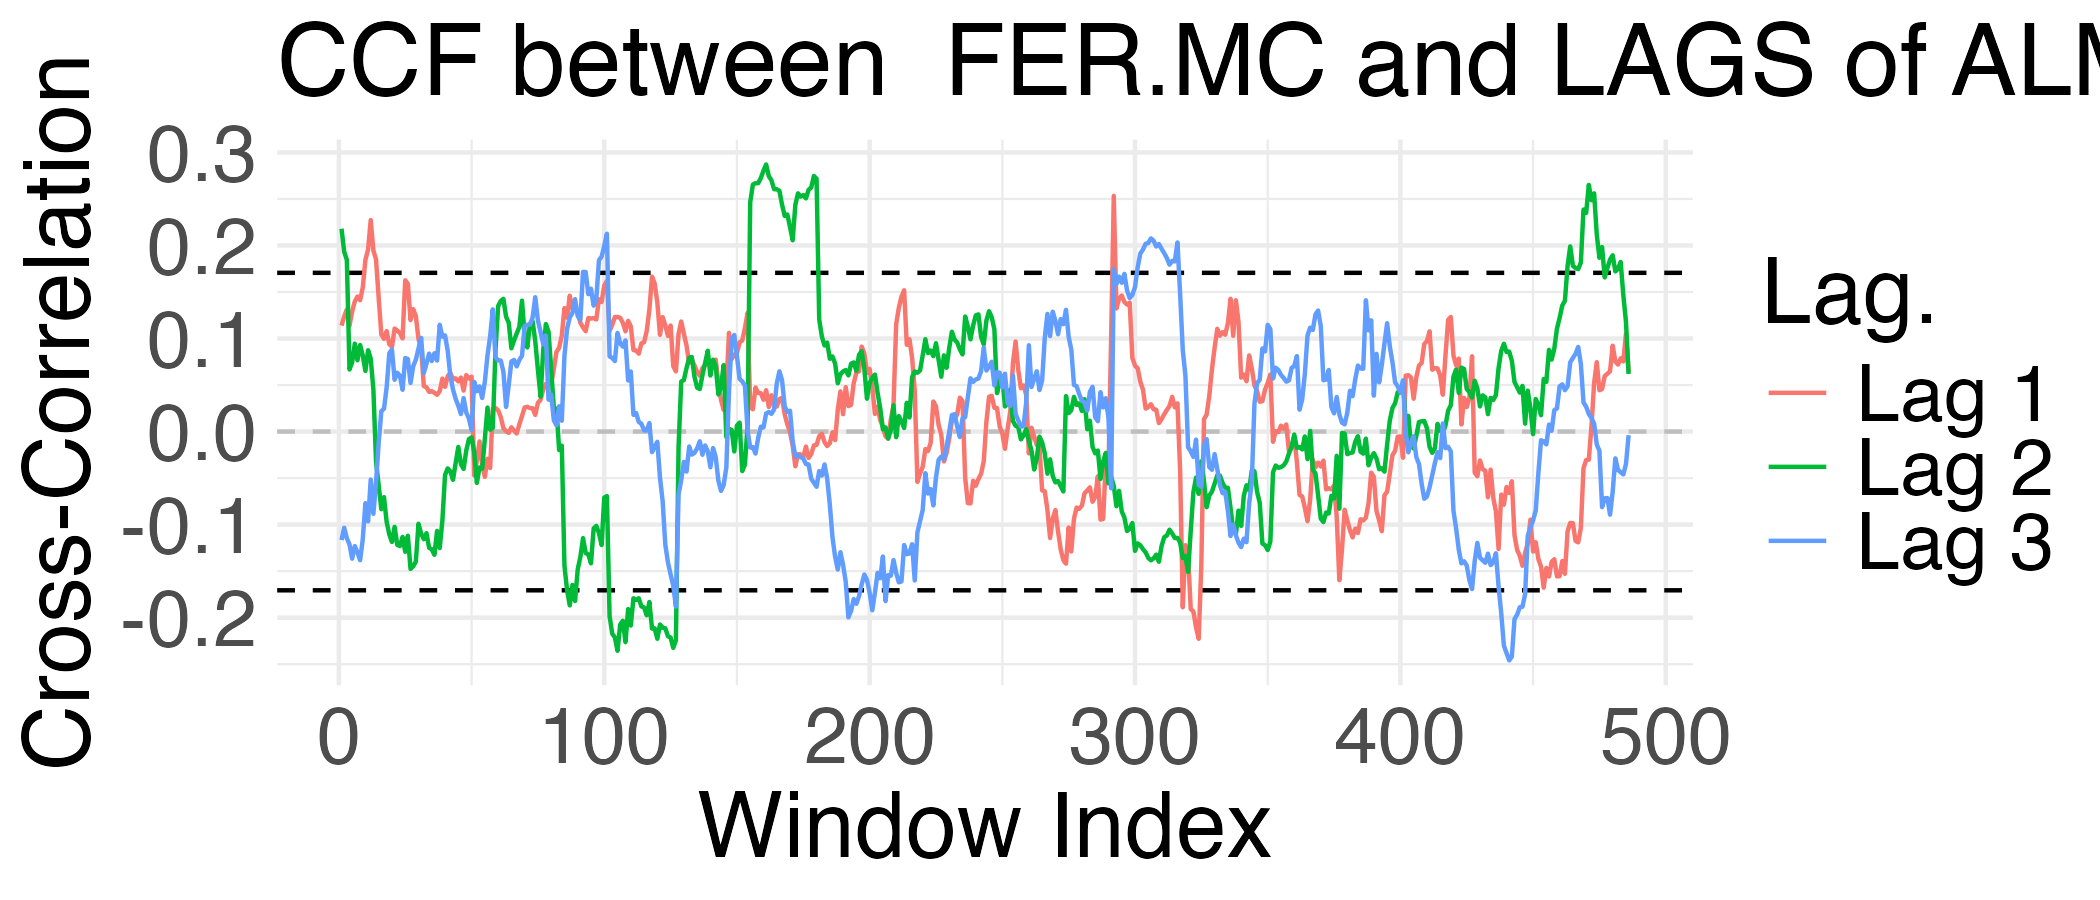 CCF between FER.MC and LAGS of
Cross-Correlation
0.3
0.2
0.1
0.0
-0.1
-0.2
0
100
200
300
400
500
Window Index
Lag.
Lag 1
Lag 2
Lag 3